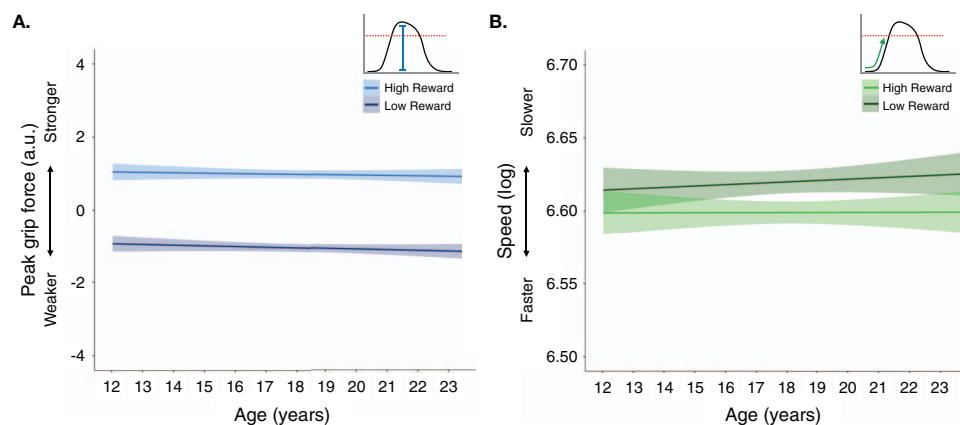 A.
Stronger
Peak grip force (a.u.)
Weaker
4
2
0
-2
-4
High Reward
Low Reward
12 13 14 15 16 17 18 19 20 21 22 23
Age (years)
B.
Slower
Speed (log)
Faster
6.70
6.65
6.60
6.55
6.50
High Reward
Low Reward
12 13 14 15 16 17 18 19 20 21 22 23
Age (years)